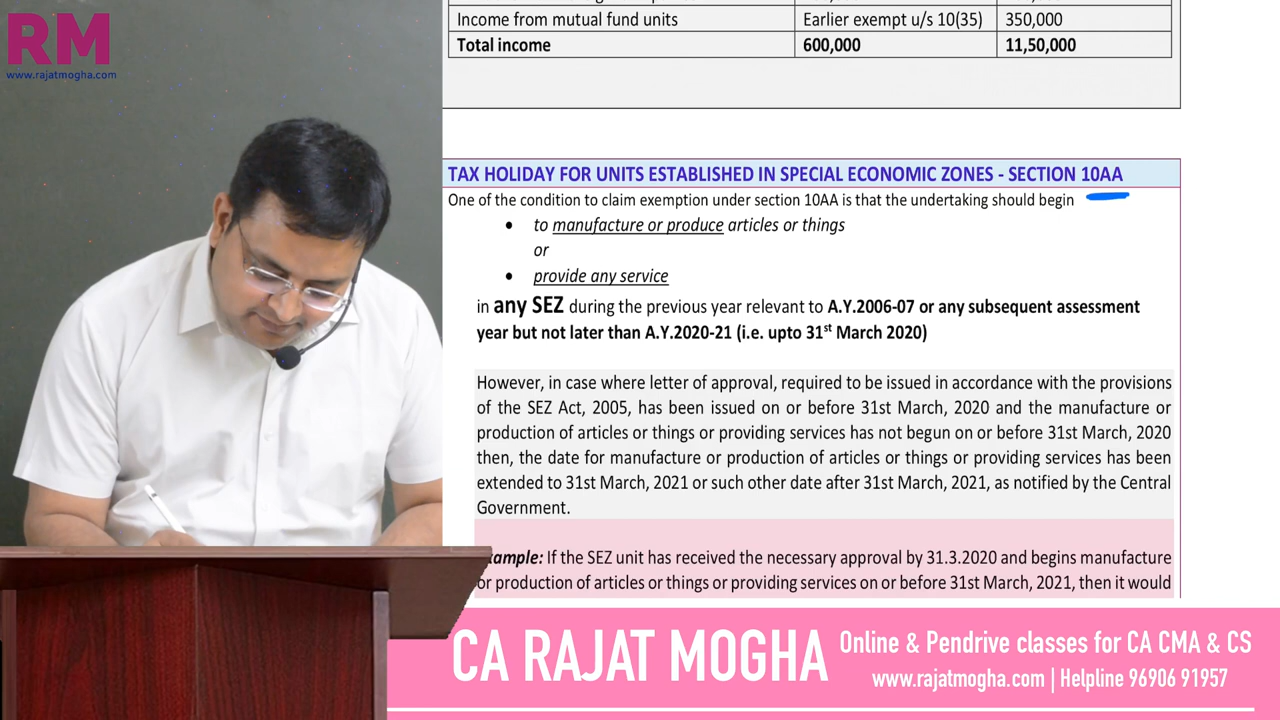 RM
www.rajatmogha.com
Income from mutual fund units Earlier exempt u/s 10(35) 350,000
Total income 600,000 11,50,000
TAX HOLIDAY FOR UNITS ESTABLISHED IN SPECIAL ECONOMIC ZONES - SECTION 10AA
One of the condition to claim exemption under section 10AA is that the undertaking should begin
• to manufacture or produce articles or things
or
• provide any service
in any SEZ during the previous year relevant to A.Y.2006-07 or any subsequent assessment
year but not later than A.Y.2020-21 (i.e. upto 31st March 2020)
However, in case where letter of approval, required to be issued in accordance with the provisions
of the SEZ Act, 2005, has been issued on or before 31st March, 2020 and the manufacture or
production of articles or things or providing services has not begun on or before 31st March, 2020
then, the date for manufacture or production of articles or things or providing services has been
extended to 31st March, 2021 or such other date after 31st March, 2021, as notified by the Central
Government.
ample: If the SEZ unit has received the necessary approval by 31.3.2020 and begins manufacture
or production of articles or things or providing services on or before 31st March, 2021, then it would
CA RAJAT MOGHA
Online & Pendrive classes for CA CMA & CS
www.rajatmogha.com | Helpline 96906 91957